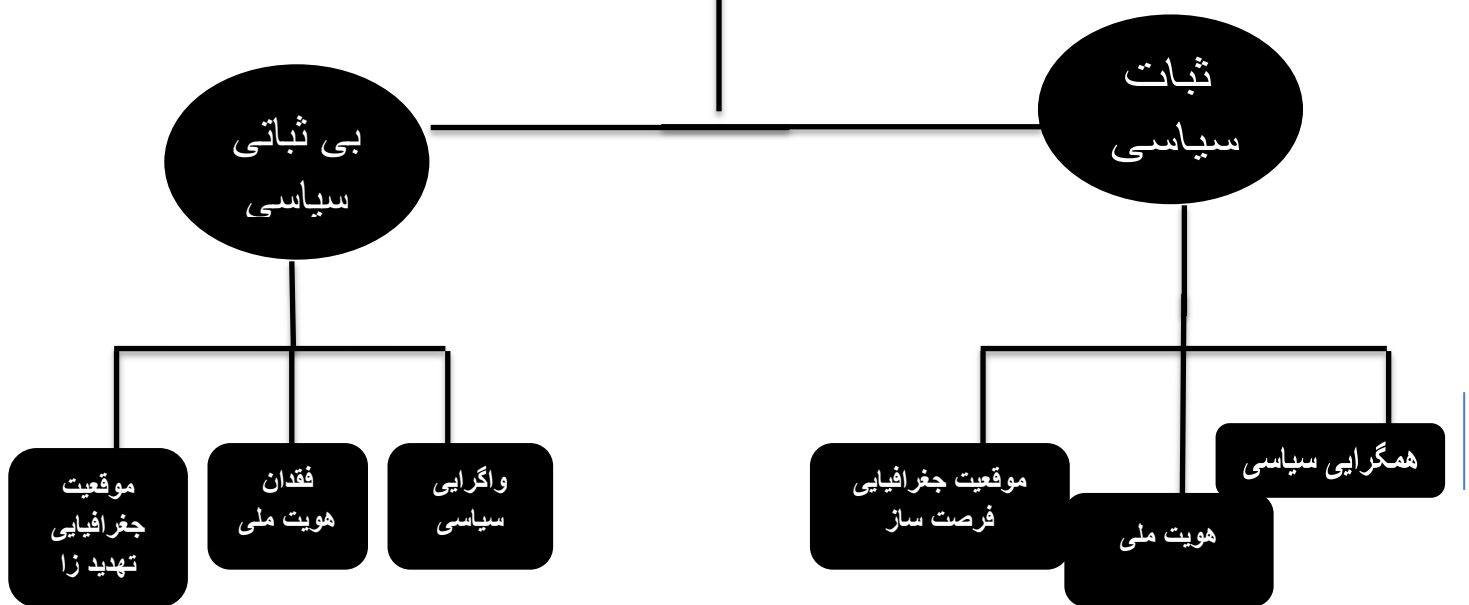 ثبات
سیاسی
بی ثباتی
سیاسی
همگرایی سیاسی
هویت ملی
موقعیت جغرافیایی
فرصت ساز
واگرایی
سیاسی
فقدان
هویت ملی
موقعیت
جغرافیایی
تهدید زا